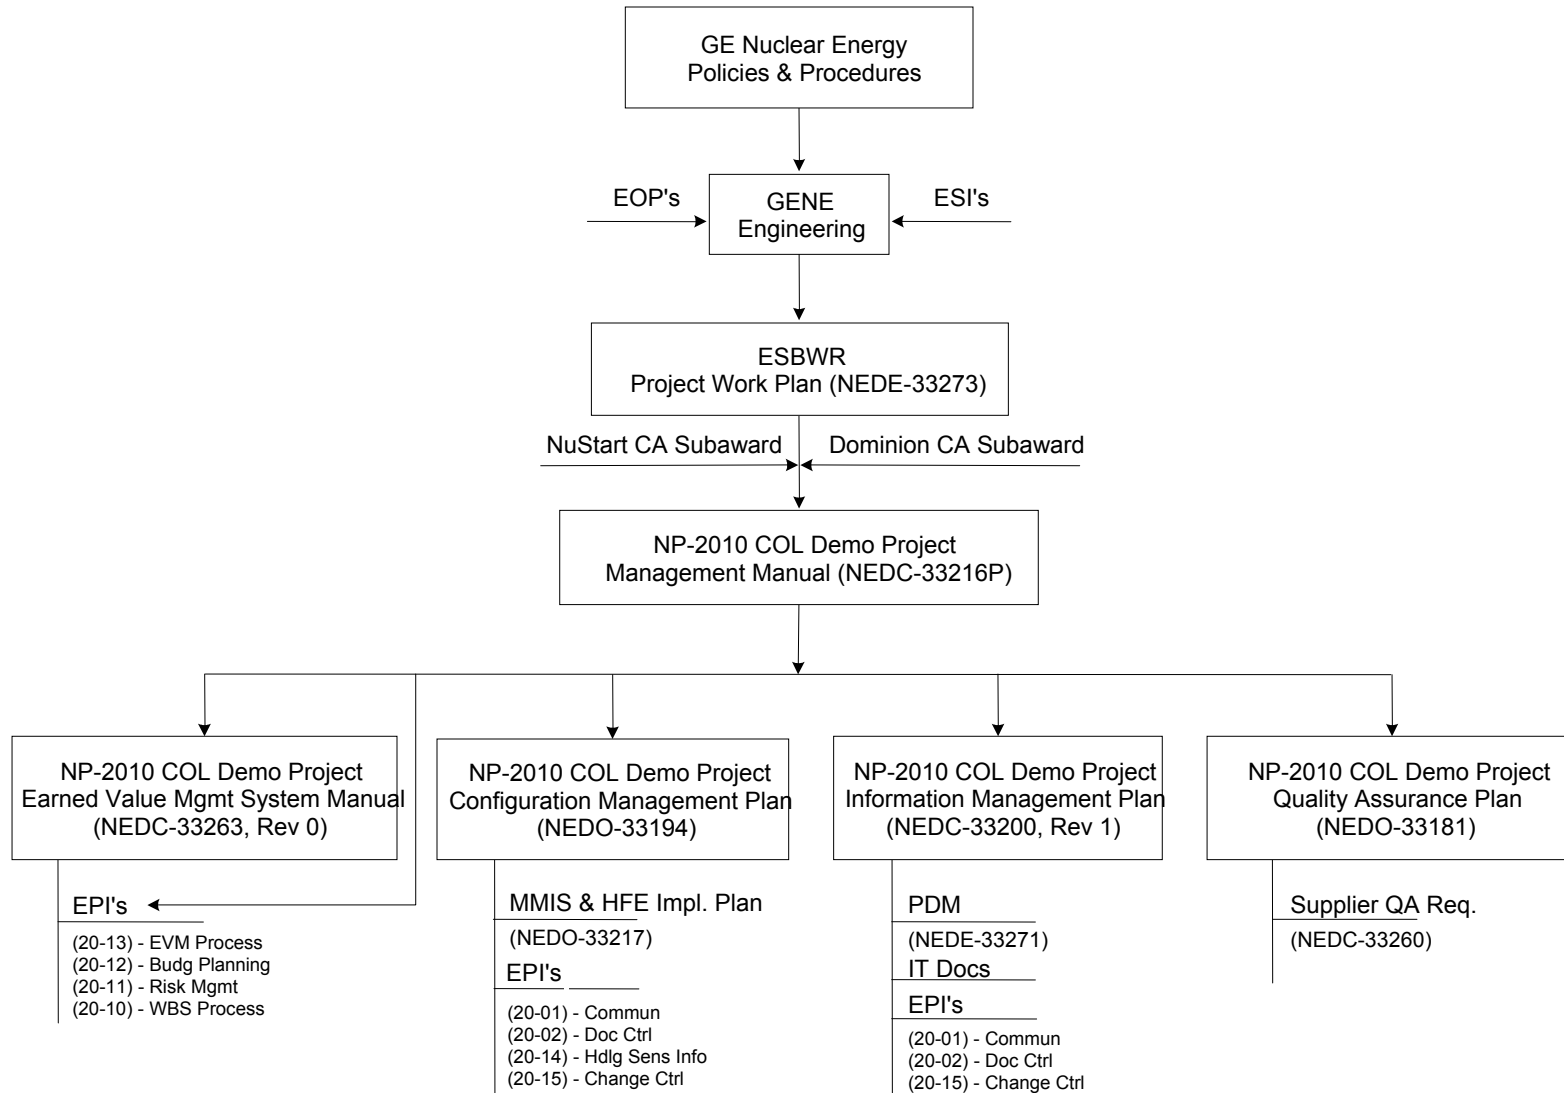 GE Nuclear Energy
Policies & Procedures
EOP's
GENE
Engineering
ESI's
ESBWR
Project Work Plan (NEDE-33273)
NuStart CA Subaward
Dominion CA Subaward
NP-2010 COL Demo Project
Management Manual (NEDC-33216P)
NP-2010 COL Demo Project
Earned Value Mgmt System Manual
(NEDC-33263, Rev 0)
EPI's
(20-13) - EVM Process
(20-12) - Budg Planning
(20-11) - Risk Mgmt
(20-10) - WBS Process
NP-2010 COL Demo Project
Configuration Management Plan
(NEDO-33194)
MMIS & HFE Impl. Plan
(NEDO-33217)
EPI's
(20-01) - Commun
(20-02) - Doc Ctrl
(20-14) - Hdlg Sens Info
(20-15) - Change Ctrl
NP-2010 COL Demo Project
Information Management Plan
(NEDC-33200, Rev 1)
PDM
(NEDE-33271)
IT Docs
EPI's
(20-01) - Commun
(20-02) - Doc Ctrl
(20-15) - Change Ctrl
NP-2010 COL Demo Project
Quality Assurance Plan
(NEDO-33181)
Supplier QA Req.
(NEDC-33260)